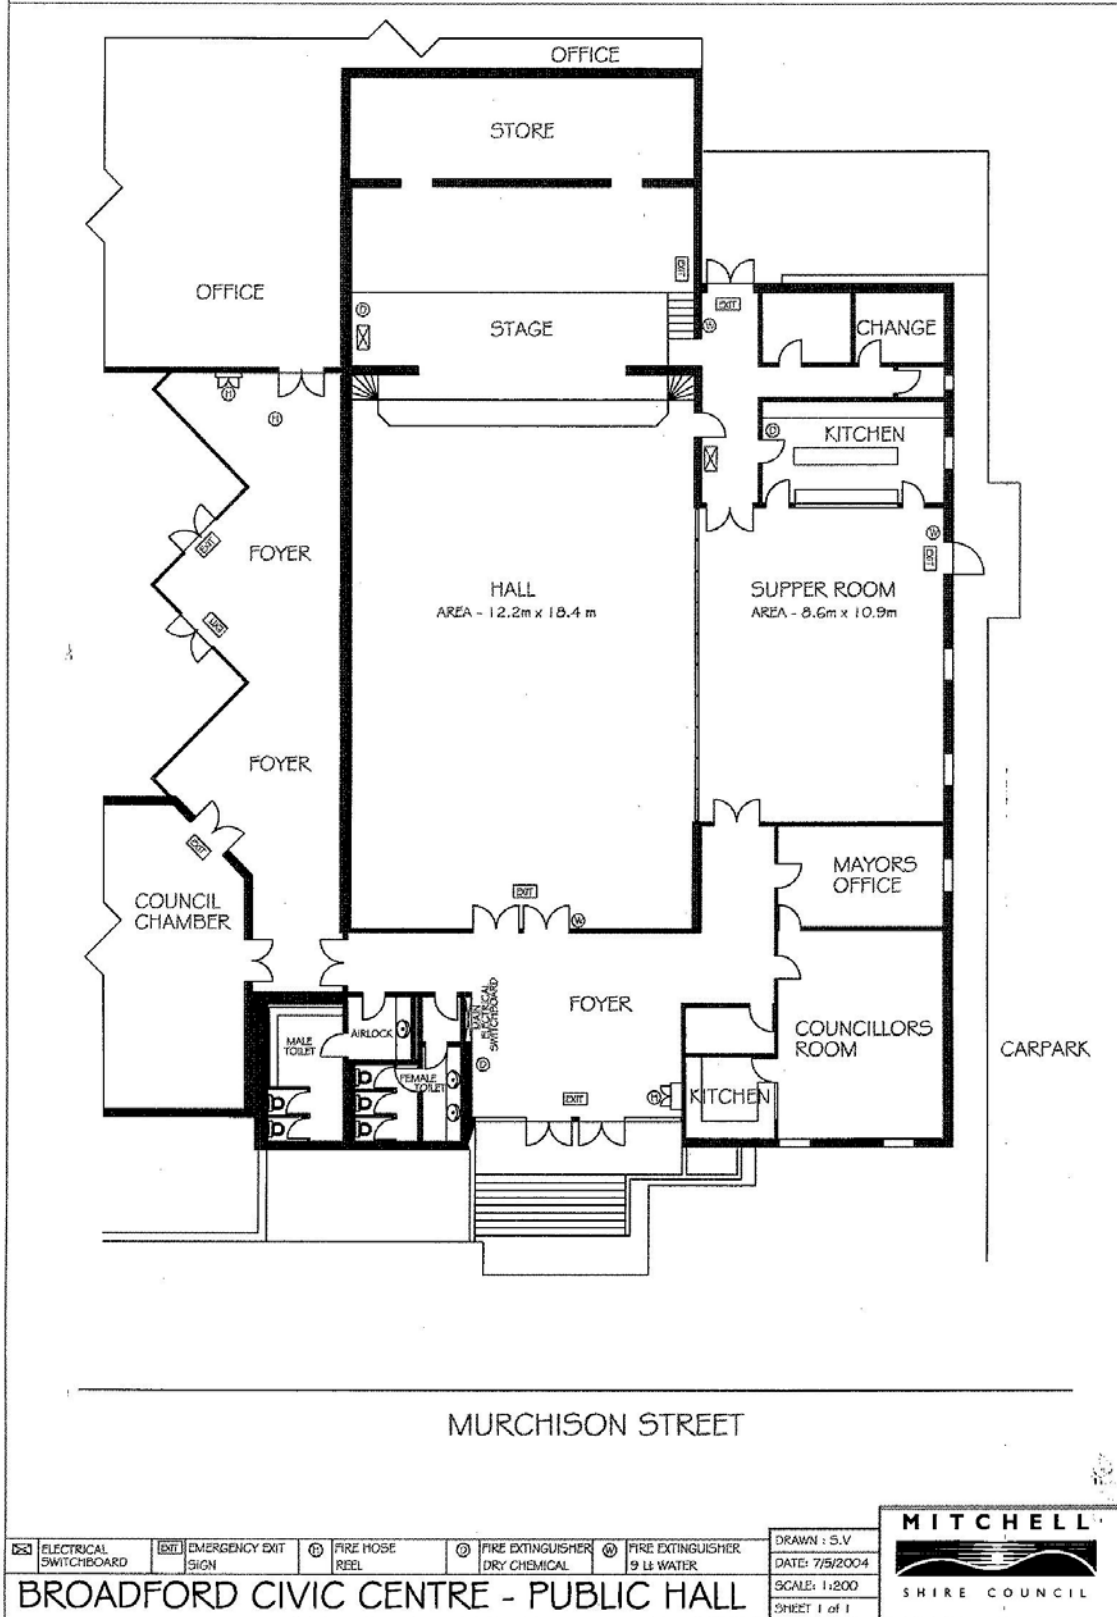 OFFICE
STORE
OFFICE
EXIT
D
STAGE
EXIT
W
CHANGE
H
H
D
KITCHEN
EXIT
FOYER
W
EXIT
HALL
AREA - 12.2m x 18.4 m
SUPPER ROOM
AREA - 8.6m x 10.9m
EXIT
FOYER
EXIT
MAYORS
OFFICE
COUNCIL
CHAMBER
EXIT
W
FOYER
MAIN
ELECTRICAL
SWITCHBOARD
AIRLOCK
MALE
TOILET
COUNCILLORS
ROOM
CARPARK
D
FEMALE
TOILET
EXIT
H
KITCHEN
MURCHISON STREET
ELECTRICAL
SWITCHBOARD
EXIT EMERGENCY EXIT
SIGN
H FIRE HOSE
REEL
D FIRE EXTINGUISHER
DRY CHEMICAL
W FIRE EXTINGUISHER
9 Lt WATER
DRAWN : S.V
DATE: 7/5/2004
SCALE: 1:200
SHEET 1 of 1
BROADFORD CIVIC CENTRE - PUBLIC HALL
MITCHELL
SHIRE COUNCIL